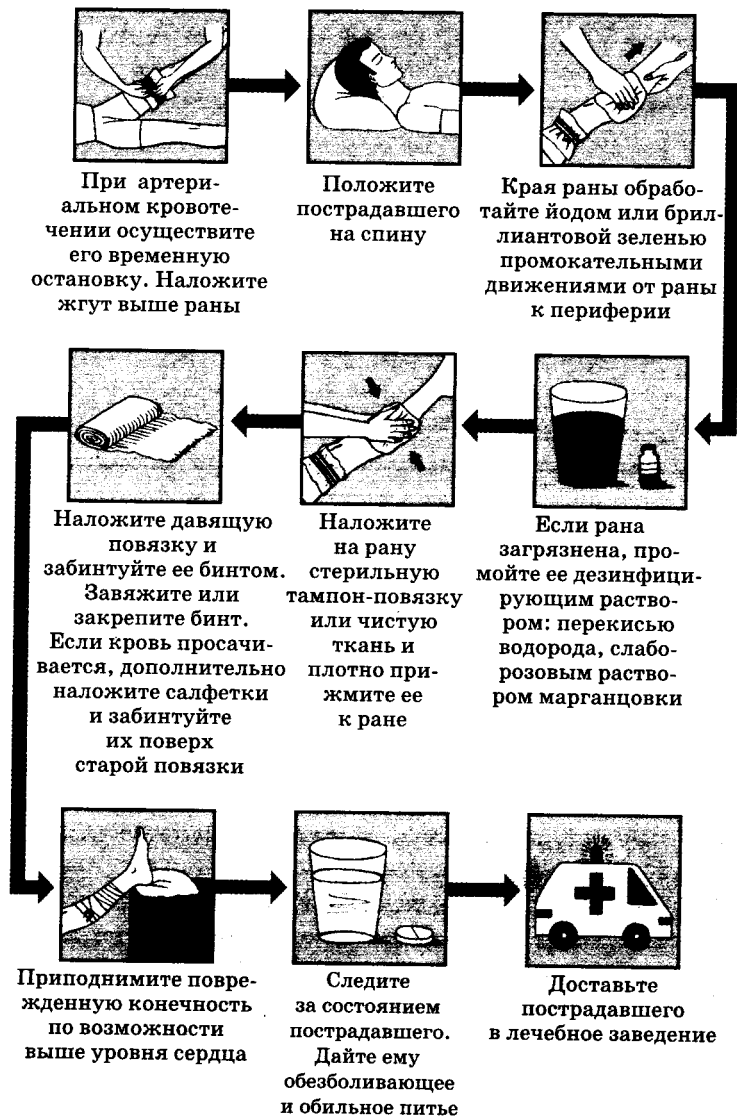 При артери-
альном кровоте-
чении осуществите
его временную
остановку. Наложите
жгут выше раны
Положите
пострадавшего
на спину
Края раны обрабо-
тайте йодом или брил-
лиантовой зеленью
промокательными
движениями от раны
к периферии
Если рана
загрязнена, про-
мойте ее дезинфици-
рующим раство-
ром: перекисью
водорода, слабо-
розовым раство-
ром марганцовки
Наложите
на рану
стерильную
тампон-повязку
или чистую
ткань и
плотно при-
жмите ее
к ране
Наложите давящую
повязку и
забинтуйте ее бинтом.
Завяжите или
закрепите бинт.
Если кровь просачи-
вается, дополнительно
наложите салфетки
и забинтуйте
их поверх
старой повязки
Приподнимите повре-
жденную конечность
по возможности
выше уровня сердца
Следите
за состоянием
пострадавшего.
Дайте ему
обезболивающее
и обильное питье
Доставьте
пострадавшего
в лечебное заведение